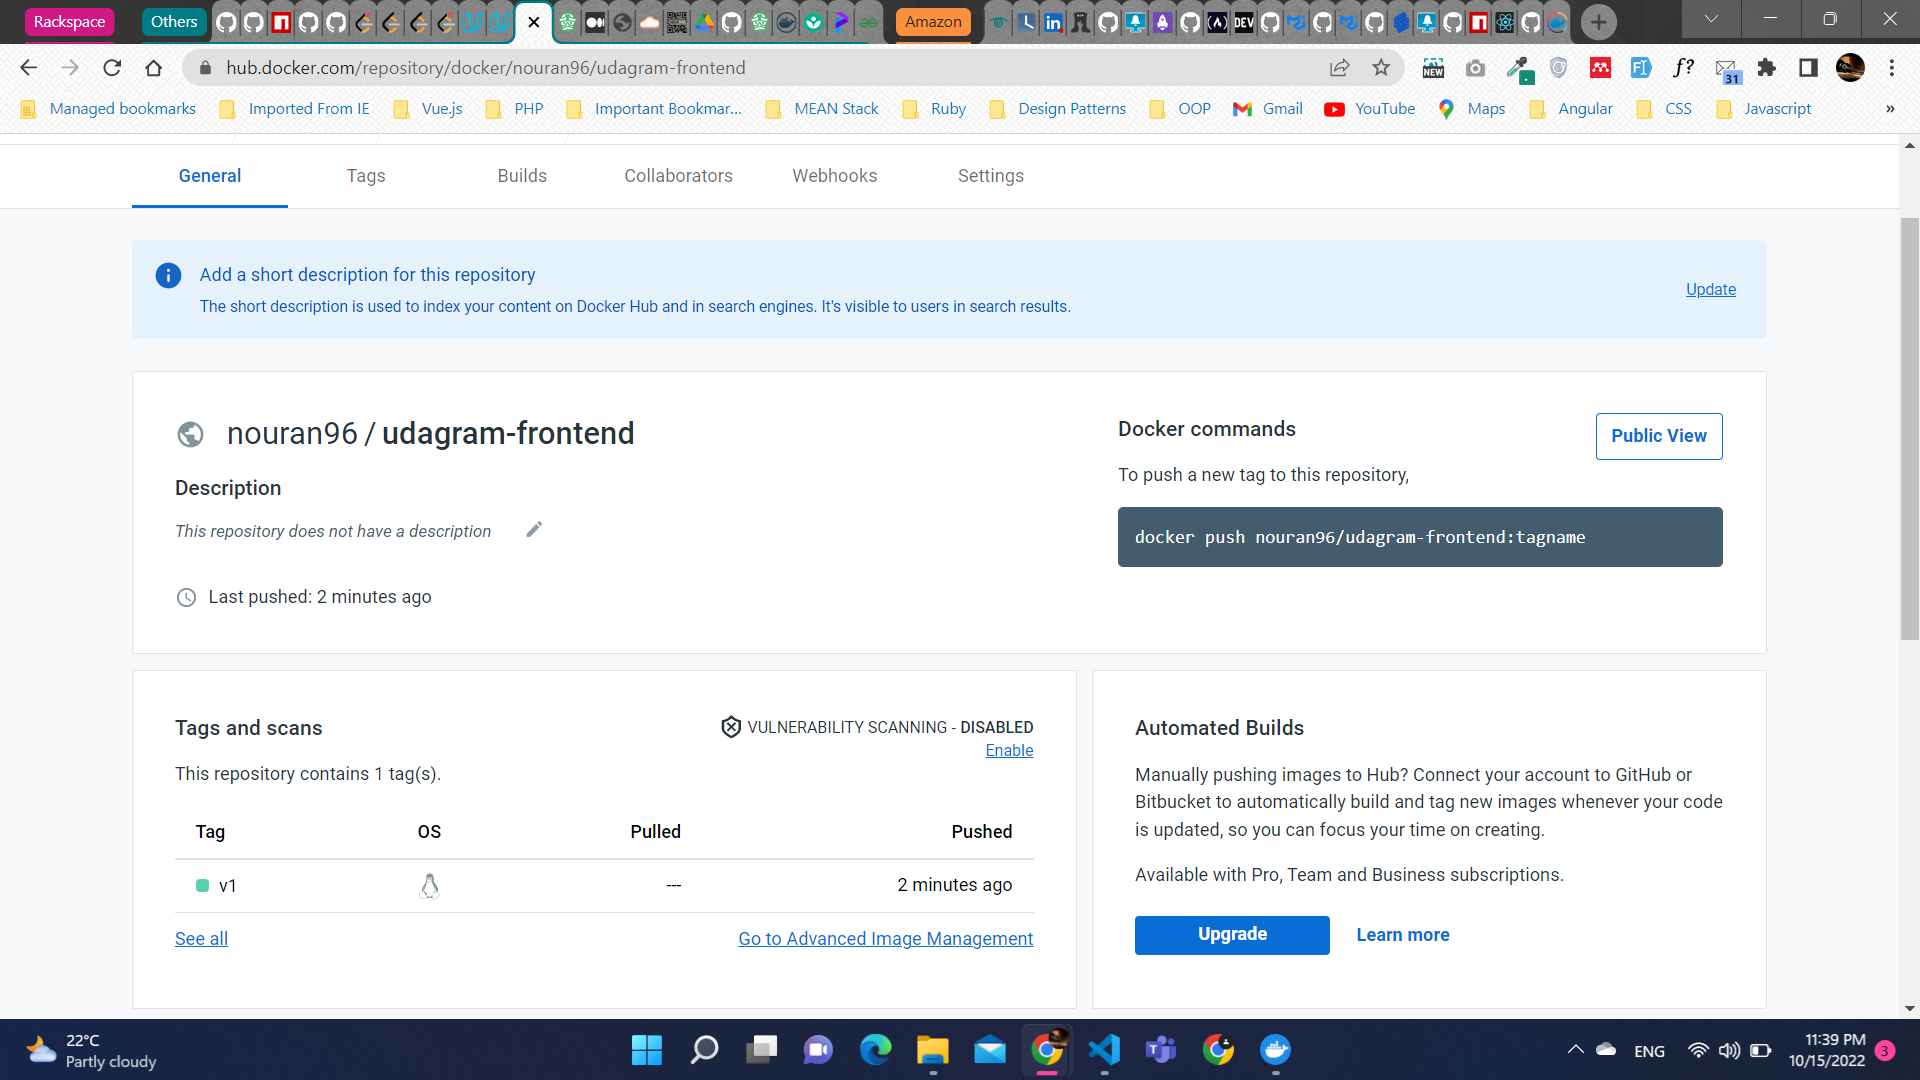 Rackspace
Others
Amazon
DEV
hub.docker.com/repository/docker/nouran96/udagram-frontend
NEW
f?
31
Managed bookmarks
Imported From IE
Vue.js
PHP
Important Bookmar...
MEAN Stack
Ruby
Design Patterns
OOP
Gmail
YouTube
Maps
Angular
CSS
Javascript
»
General
Tags
Builds
Collaborators
Webhooks
Settings
Add a short description for this repository
The short description is used to index your content on Docker Hub and in search engines. It's visible to users in search results.
Update
nouran96 / udagram-frontend
Description
This repository does not have a description
Last pushed: 2 minutes ago
Docker commands
Public View
To push a new tag to this repository,
docker push nouran96/udagram-frontend:tagname
Tags and scans
VULNERABILITY SCANNING - DISABLED
Enable
This repository contains 1 tag(s).
Tag OS Pulled Pushed
v1 --- 2 minutes ago
See all
Go to Advanced Image Management
Automated Builds
Manually pushing images to Hub? Connect your account to GitHub or
Bitbucket to automatically build and tag new images whenever your code
is updated, so you can focus your time on creating.
Available with Pro, Team and Business subscriptions.
Upgrade
Learn more
22°C
Partly cloudy
ENG
11:39 PM
10/15/2022
3